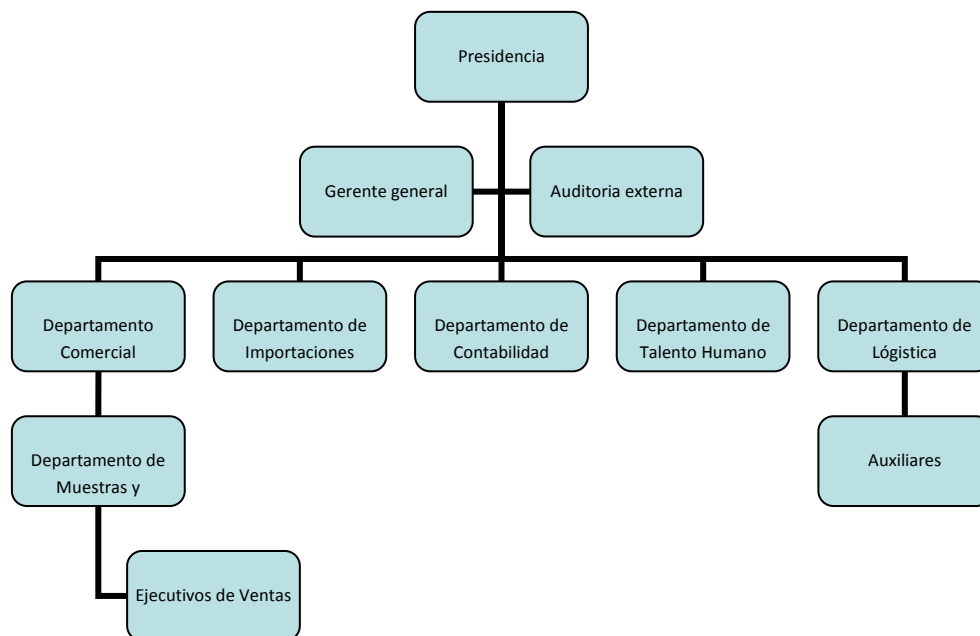 Presidencia
Gerente general
Auditoria externa
Departamento
Comercial
Departamento de
Importaciones
Departamento de
Contabilidad
Departamento de
Talento Humano
Departamento de
Lógistica
Departamento de
Muestras y
Auxiliares
Ejecutivos de Ventas